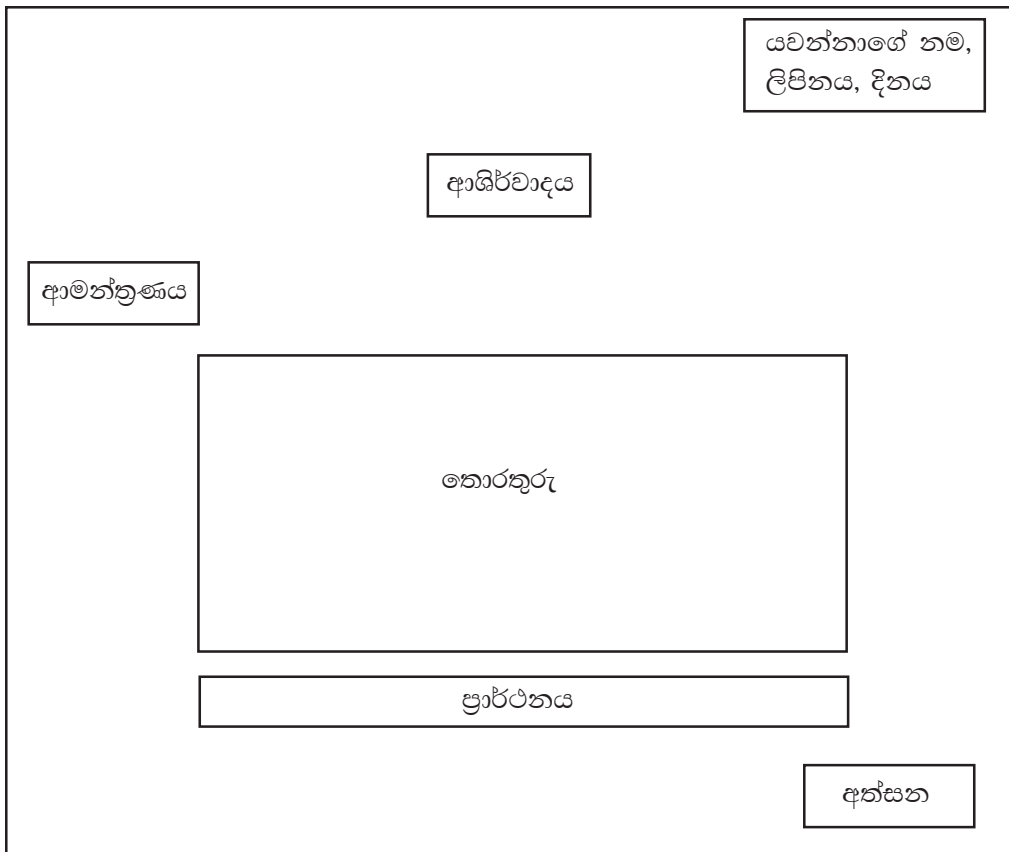 යවන්නාගේ නම,
ලිපිනය, දිනය
ආශිර්වාදය
ආමන්ත්‍රණය
තොරතුරු
ප්‍රාර්ථනය
අත්සන